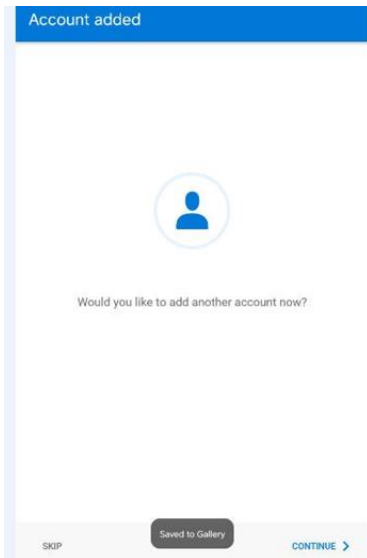 Account added
Would you like to add another account now?
Saved to Gallery
SKIP
CONTINUE